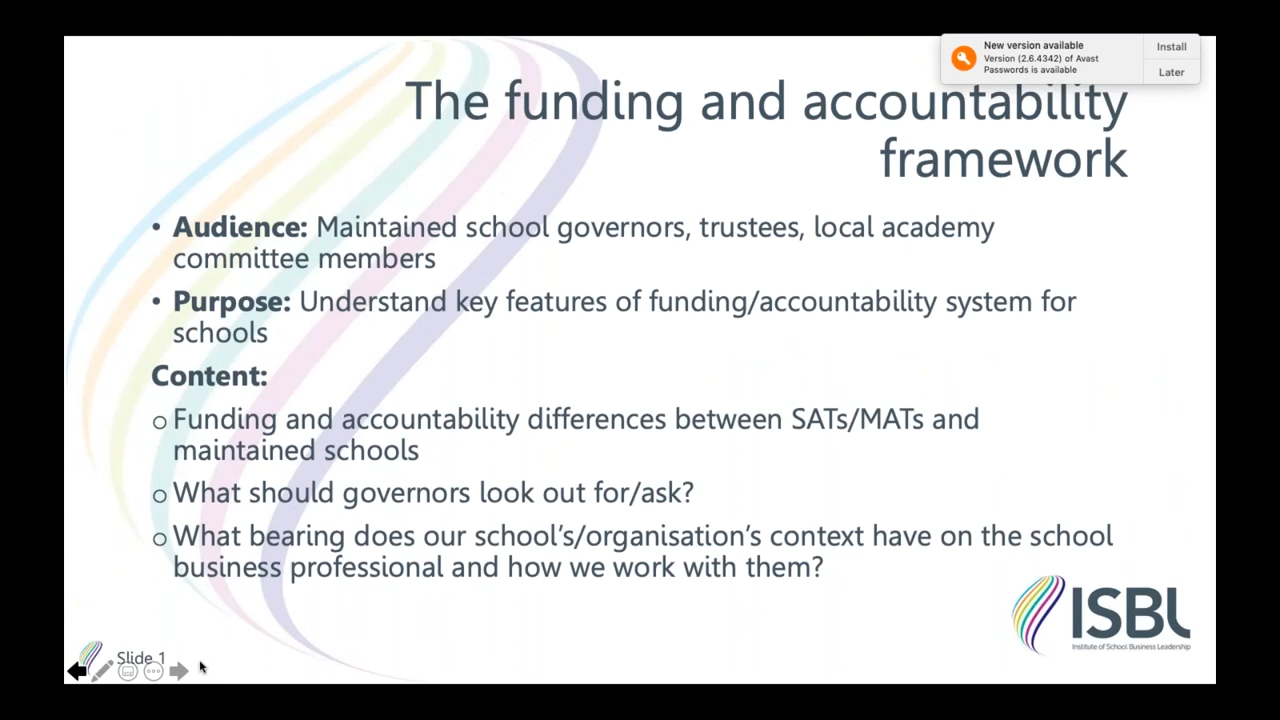 New version available
Version (2.6.4342) of Avast
Passwords is available
Install
Later
The funding and accountability
framework
• Audience: Maintained school governors, trustees, local academy
committee members
• Purpose: Understand key features of funding/accountability system for
schools
Content:
o Funding and accountability differences between SATs/MATs and
maintained schools
o What should governors look out for/ask?
o What bearing does our school's/organisation's context have on the school
business professional and how we work with them?
ISBL
Institute of School Business Leadership
Slide 1